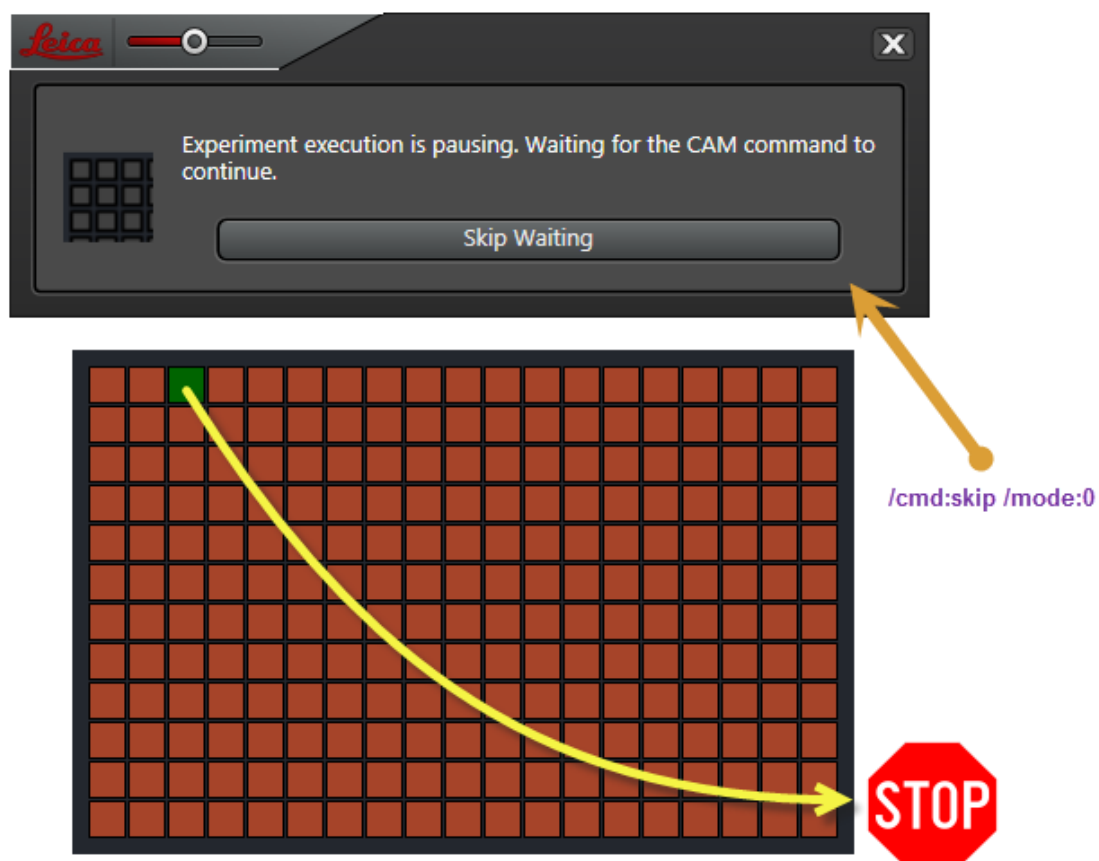 Leica
Experiment execution is pausing. Waiting for the CAM command to
continue.
Skip Waiting
/cmd:skip /mode:0
STOP